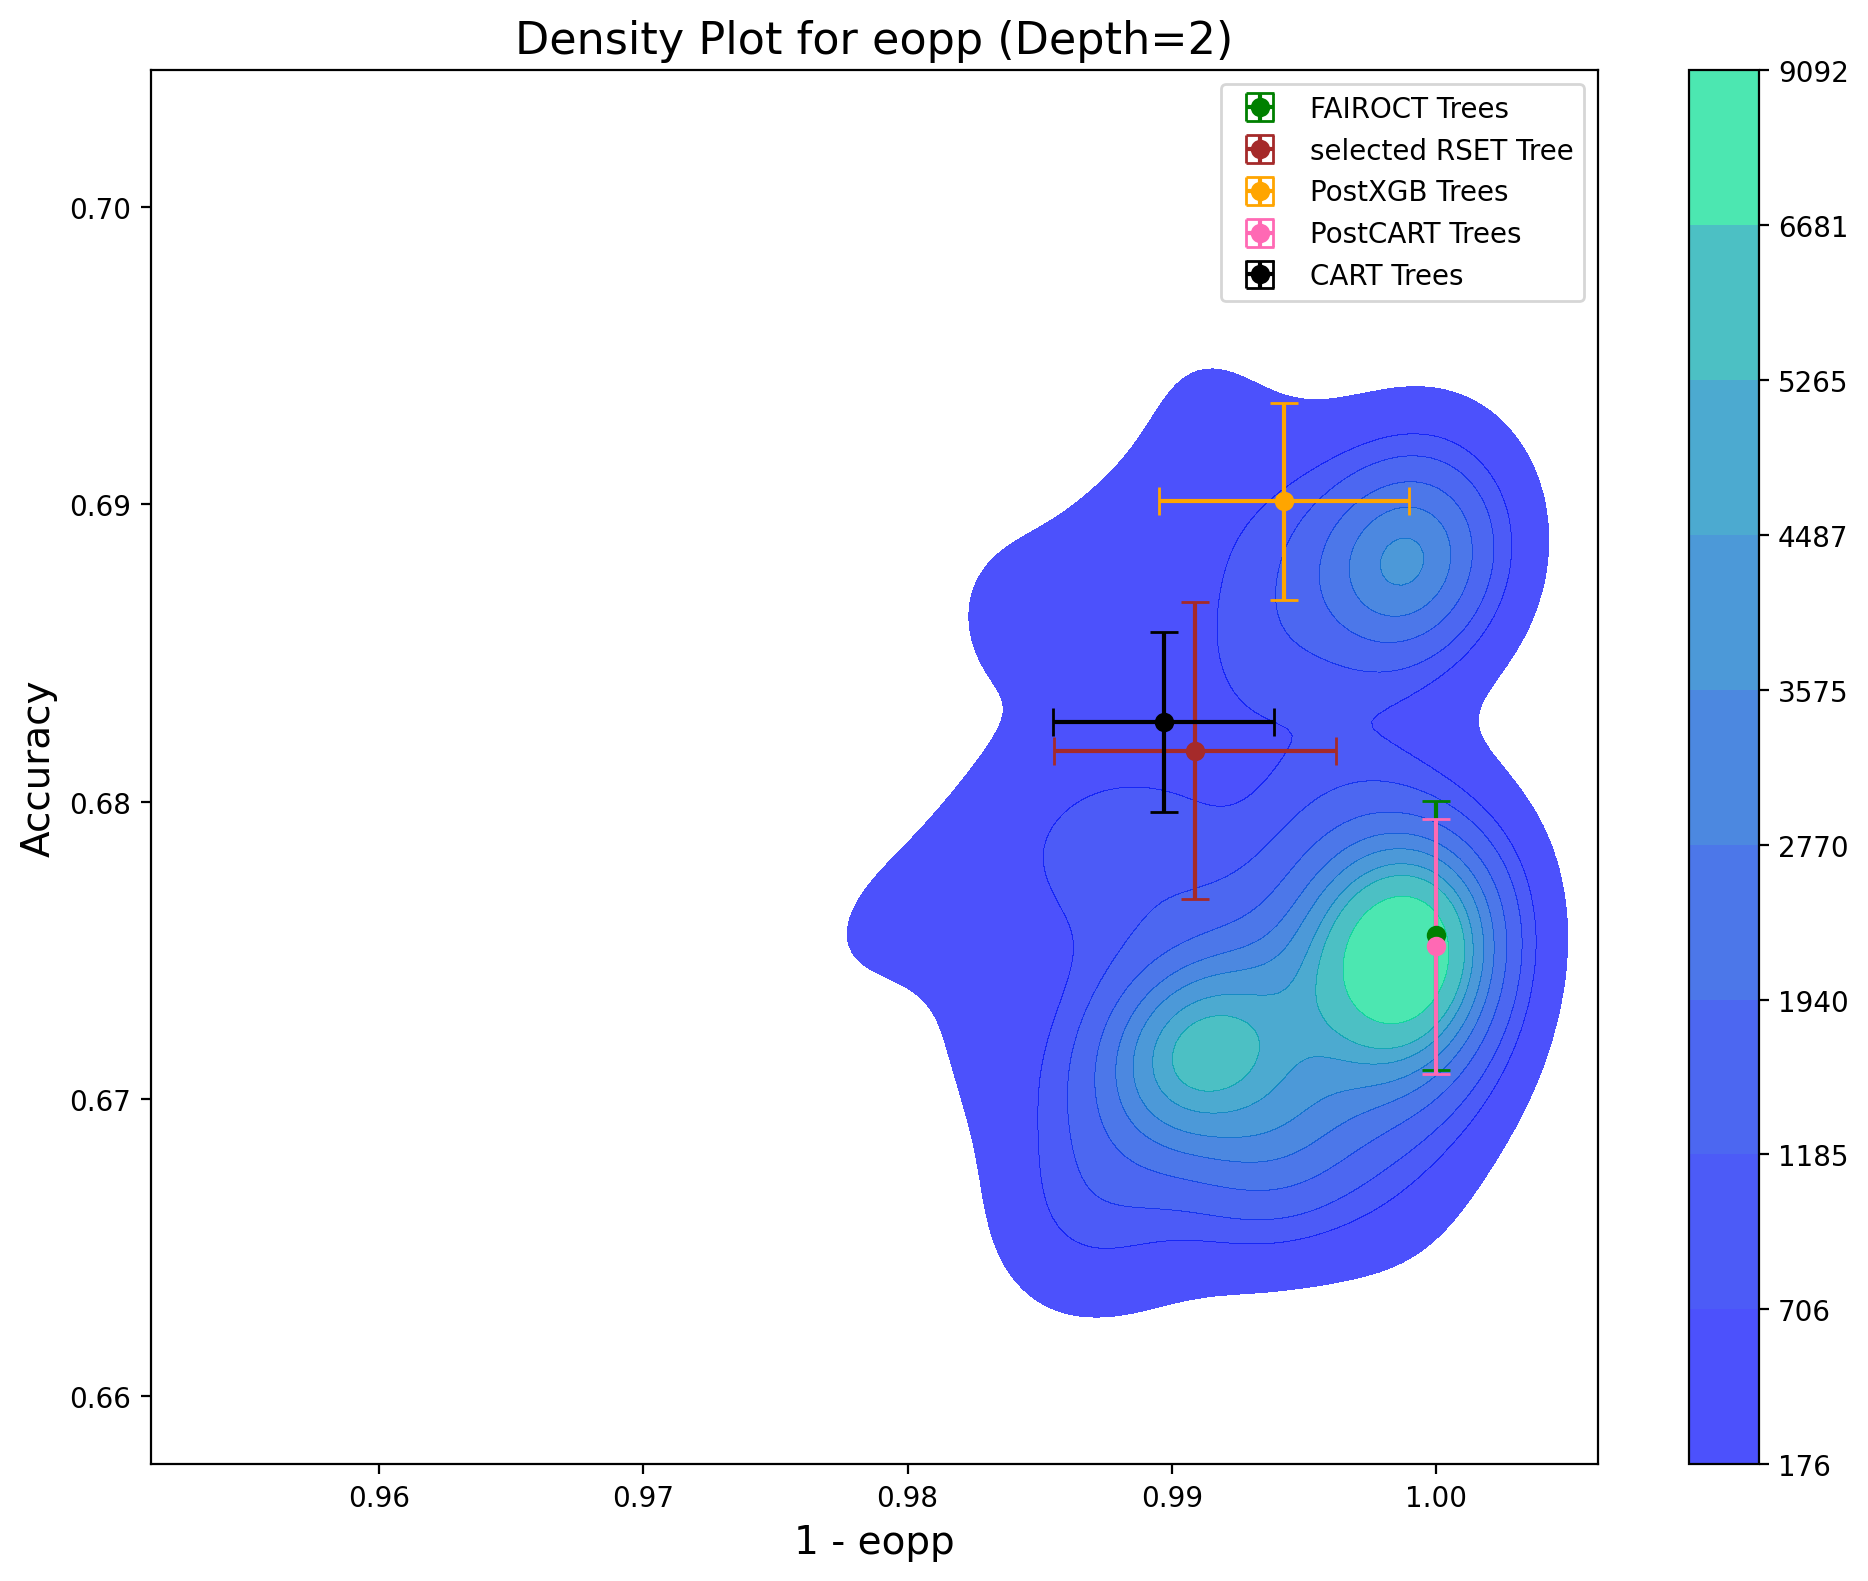 Density Plot for eopp (Depth=2)
FAIROCT Trees
selected RSET Tree
PostXGB Trees
PostCART Trees
CART Trees
Accuracy
0.70
0.69
0.68
0.67
0.66
0.96
0.97
0.98
0.99
1.00
1 - eopp
9092
6681
5265
4487
3575
2770
1940
1185
706
176